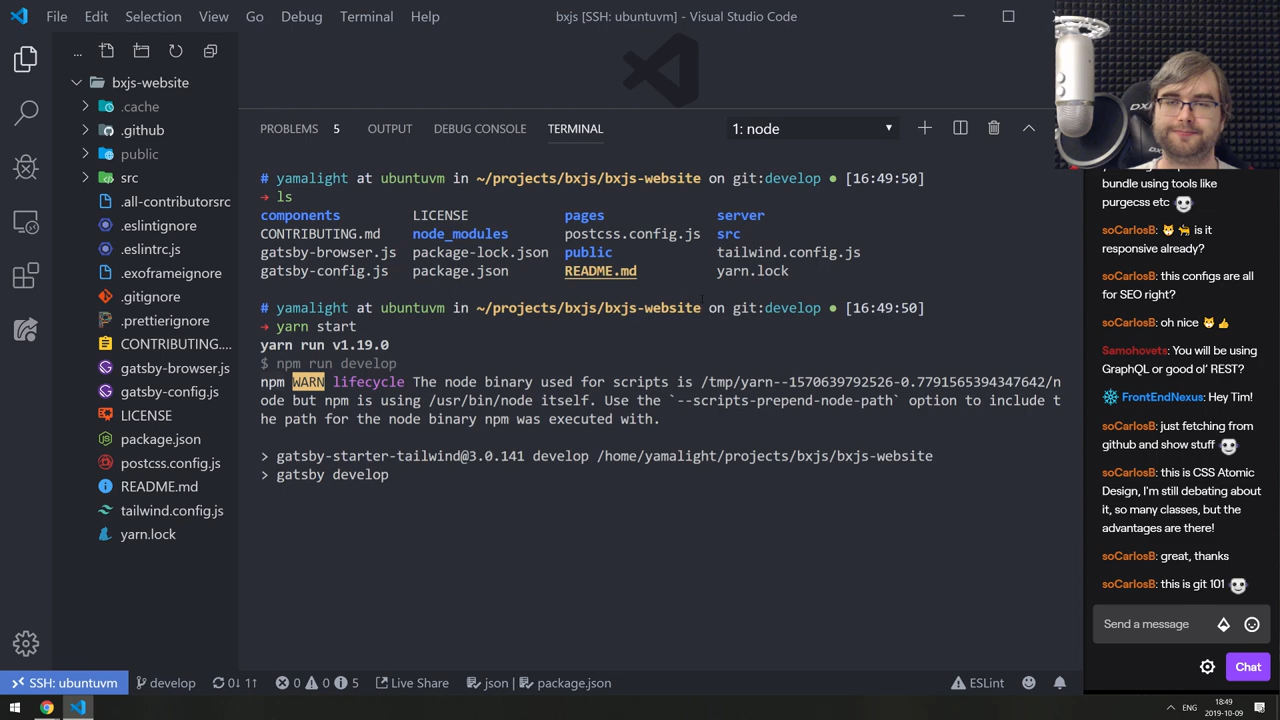 File Edit Selection View Go Debug Terminal Help
bxjs [SSH: ubuntuvm] - Visual Studio Code
...
bxjs-website
.cache
.github
public
src
.all-contributorsrc
.eslintignore
.eslintrc.js
.exoframeignore
.gitignore
.prettierignore
CONTRIBUTING....
gatsby-browser.js
gatsby-config.js
LICENSE
package.json
postcss.config.js
README.md
tailwind.config.js
yarn.lock
PROBLEMS 5 OUTPUT DEBUG CONSOLE TERMINAL
1: node
# yamalight at ubuntuvm in ~/projects/bxjs/bxjs-website on git:develop ● [16:49:50]
→ ls
components LICENSE pages server
CONTRIBUTING.md node_modules postcss.config.js src
gatsby-browser.js package-lock.json public tailwind.config.js
gatsby-config.js package.json README.md yarn.lock
# yamalight at ubuntuvm in ~/projects/bxjs/bxjs-website on git:develop ● [16:49:50]
→ yarn start
yarn run v1.19.0
$ npm run develop
npm WARN lifecycle The node binary used for scripts is /tmp/yarn--1570639792526-0.7791565394347642/n
ode but npm is using /usr/bin/node itself. Use the `--scripts-prepend-node-path` option to include t
he path for the node binary npm was executed with.
> gatsby-starter-tailwind@3.0.141 develop /home/yamalight/projects/bxjs/bxjs-website
> gatsby develop
bundle using tools like
purgecss etc
soCarlosB: is it
responsive already?
soCarlosB: this configs are all
for SEO right?
soCarlosB: oh nice
Samohovets: You will be using
GraphQL or good ol' REST?
FrontEndNexus: Hey Tim!
soCarlosB: just fetching from
github and show stuff
soCarlosB: this is CSS Atomic
Design, I'm still debating about
it, so many classes, but the
advantages are there!
soCarlosB: great, thanks
soCarlosB: this is git 101
Send a message
Chat
SSH: ubuntuvm develop 0↓ 1↑ 0 0 5 Live Share json | package.json ESLint
ENG 18:49
2019-10-09